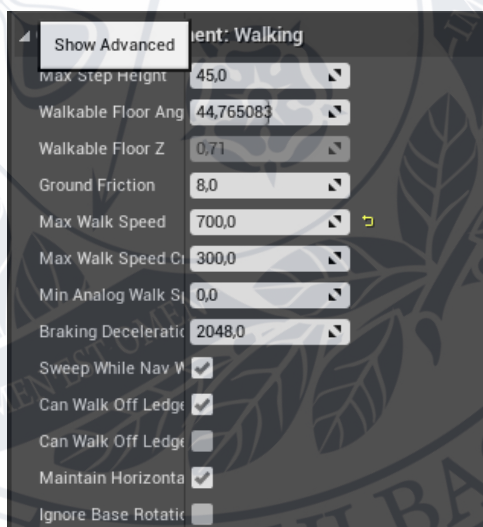 Show Advanced
ent: Walking
Max Step Height 45,0
Walkable Floor Ang 44,765083
Walkable Floor Z 0,71
Ground Friction 8,0
Max Walk Speed 700,0
Max Walk Speed Cr 300,0
Min Analog Walk Sp 0,0
Braking Deceleratio 2048,0
Sweep While Nav W
Can Walk Off Ledge
Can Walk Off Ledge
Maintain Horizonta
Ignore Base Rotatio